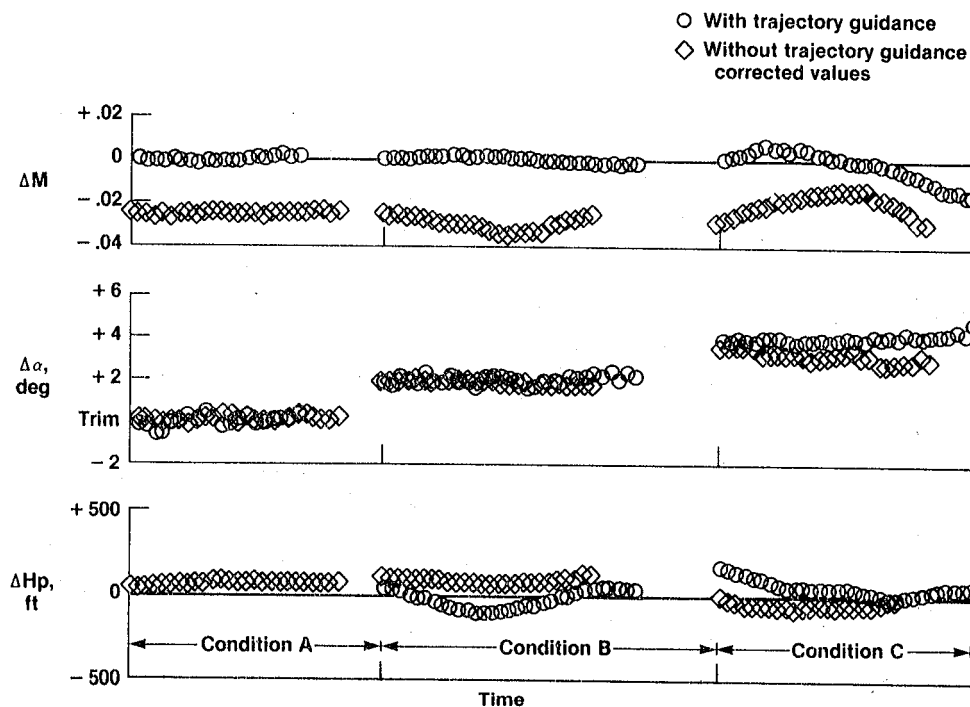 With trajectory guidance
Without trajectory guidance
corrected values
+ .02
0
- .02
- .04
ΔM
+ 6
+ 4
+ 2
Trim
- 2
Δα,
deg
+ 500
0
- 500
ΔHp,
ft
Condition A
Condition B
Condition C
Time